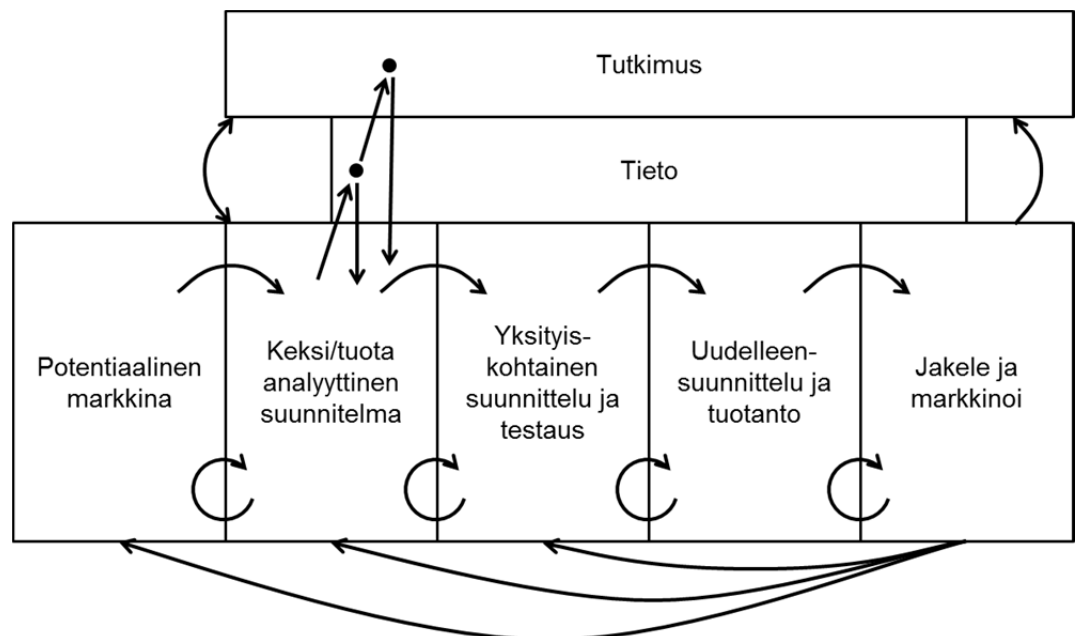 Tutkimus
Tieto
Potentiaalinen
markkina
Keksi/tuota
analyyttinen
suunnitelma
Yksityis-
kohtainen
suunnittelu ja
testaus
Uudelleen-
suunnittelu ja
tuotanto
Jakele ja
markkinoi